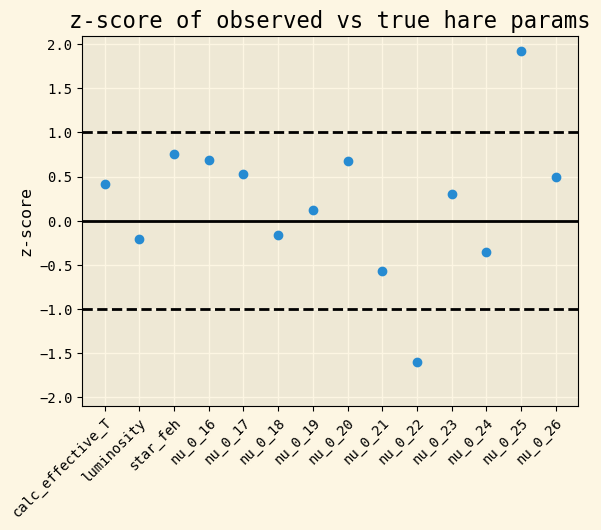 z-score of observed vs true hare params
z-score
2.0
1.5
1.0
0.5
0.0
−0.5
−1.0
−1.5
−2.0
calc_effective_T
luminosity
star_feh
nu_0_16
nu_0_17
nu_0_18
nu_0_19
nu_0_20
nu_0_21
nu_0_22
nu_0_23
nu_0_24
nu_0_25
nu_0_26